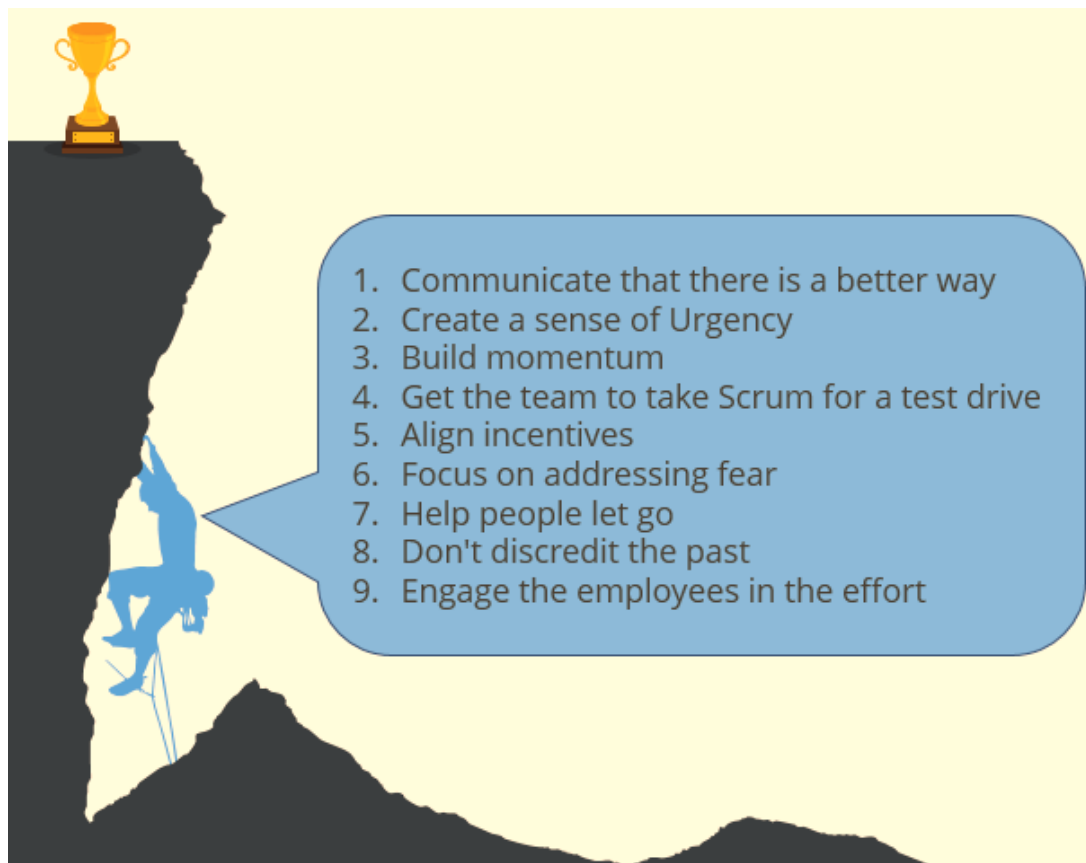 1. Communicate that there is a better way
2. Create a sense of Urgency
3. Build momentum
4. Get the team to take Scrum for a test drive
5. Align incentives
6. Focus on addressing fear
7. Help people let go
8. Don't discredit the past
9. Engage the employees in the effort